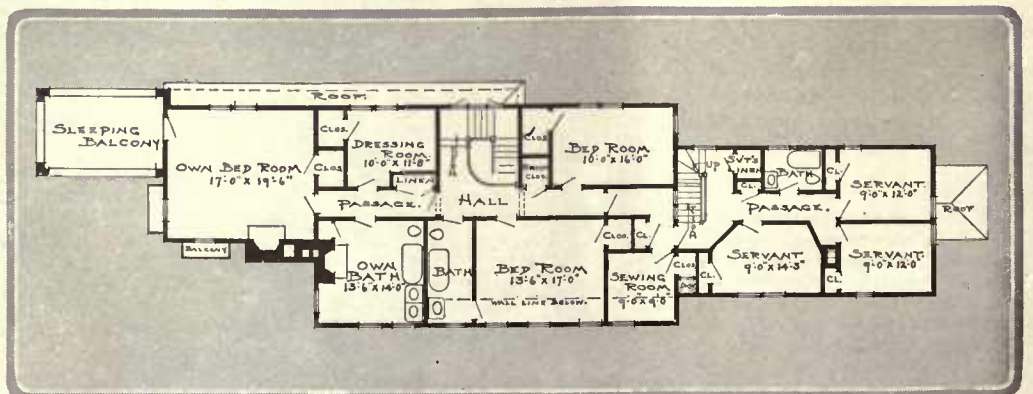 ROOF.
SLEEPING
BALCONY
OWN BED ROOM
17'-0" X 19'-6"
BALCONY
CLOS.
CLOS.
DRESSING
ROOM.
10'-0" X 11'-8"
LINEN
PASSAGE.
HALL
OWN
BATH
13'-6" X 14'-0"
BATH
CLOS.
CLOS.
BED ROOM
10'-0" X 16'-0"
BED ROOM
13'-6" X 17'-0"
WALL LINE BELOW.
CLOS.
CL.
SEWING
ROOM
9'-0" X 9'-0"
UP
SVT'S
LINEN
CL.
BATH
CL.
PASSAGE.
CLOS.
CL.
SERVANT.
9'-0" X 12'-0"
SERVANT
9'-0" X 14'-3"
SERVANT.
9'-0" X 12'-0"
CL.
ROOF